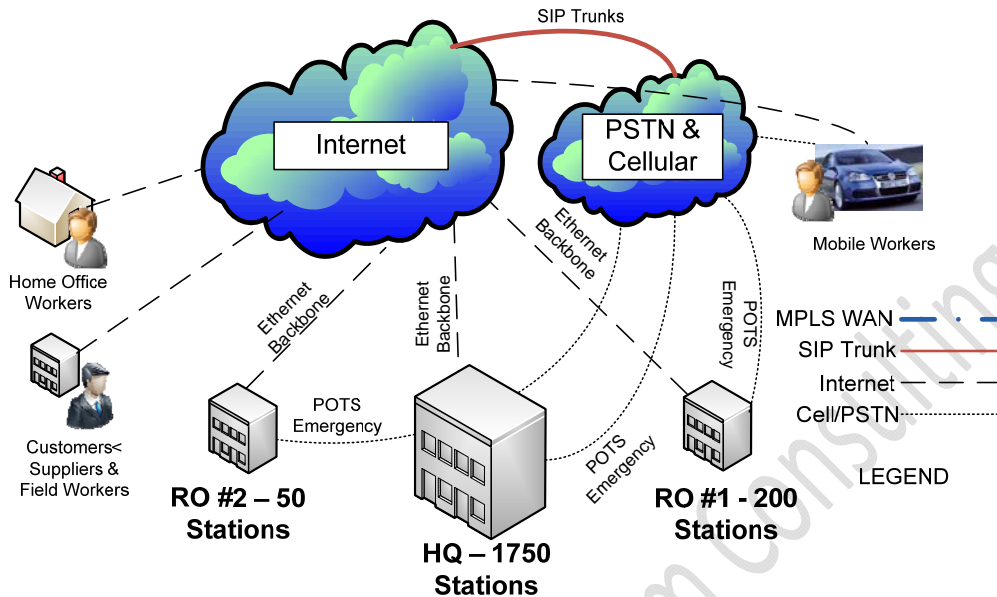 SIP Trunks
Internet
PSTN &
Cellular
Home Office
Workers
Mobile Workers
Customers<
Suppliers &
Field Workers
Ethernet
Backbone
Ethernet
Backbone
Ethernet
Backbone
POTS
Emergency
POTS
Emergency
POTS
Emergency
MPLS WAN
SIP Trunk
Internet
Cell/PSTN
LEGEND
RO #2 – 50
Stations
HQ – 1750
Stations
RO #1 - 200
Stations
Consulting